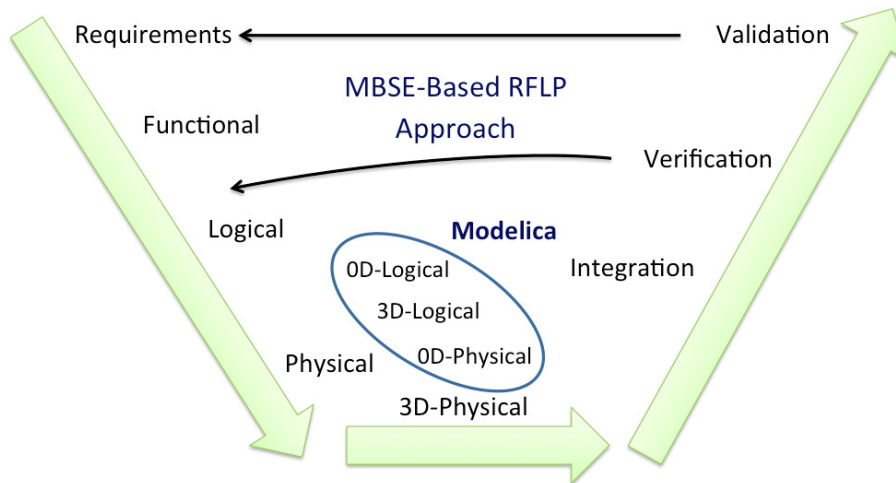 Requirements
Validation
MBSE-Based RFLP
Approach
Functional
Verification
Logical
Modelica
0D-Logical
Integration
3D-Logical
Physical
0D-Physical
3D-Physical